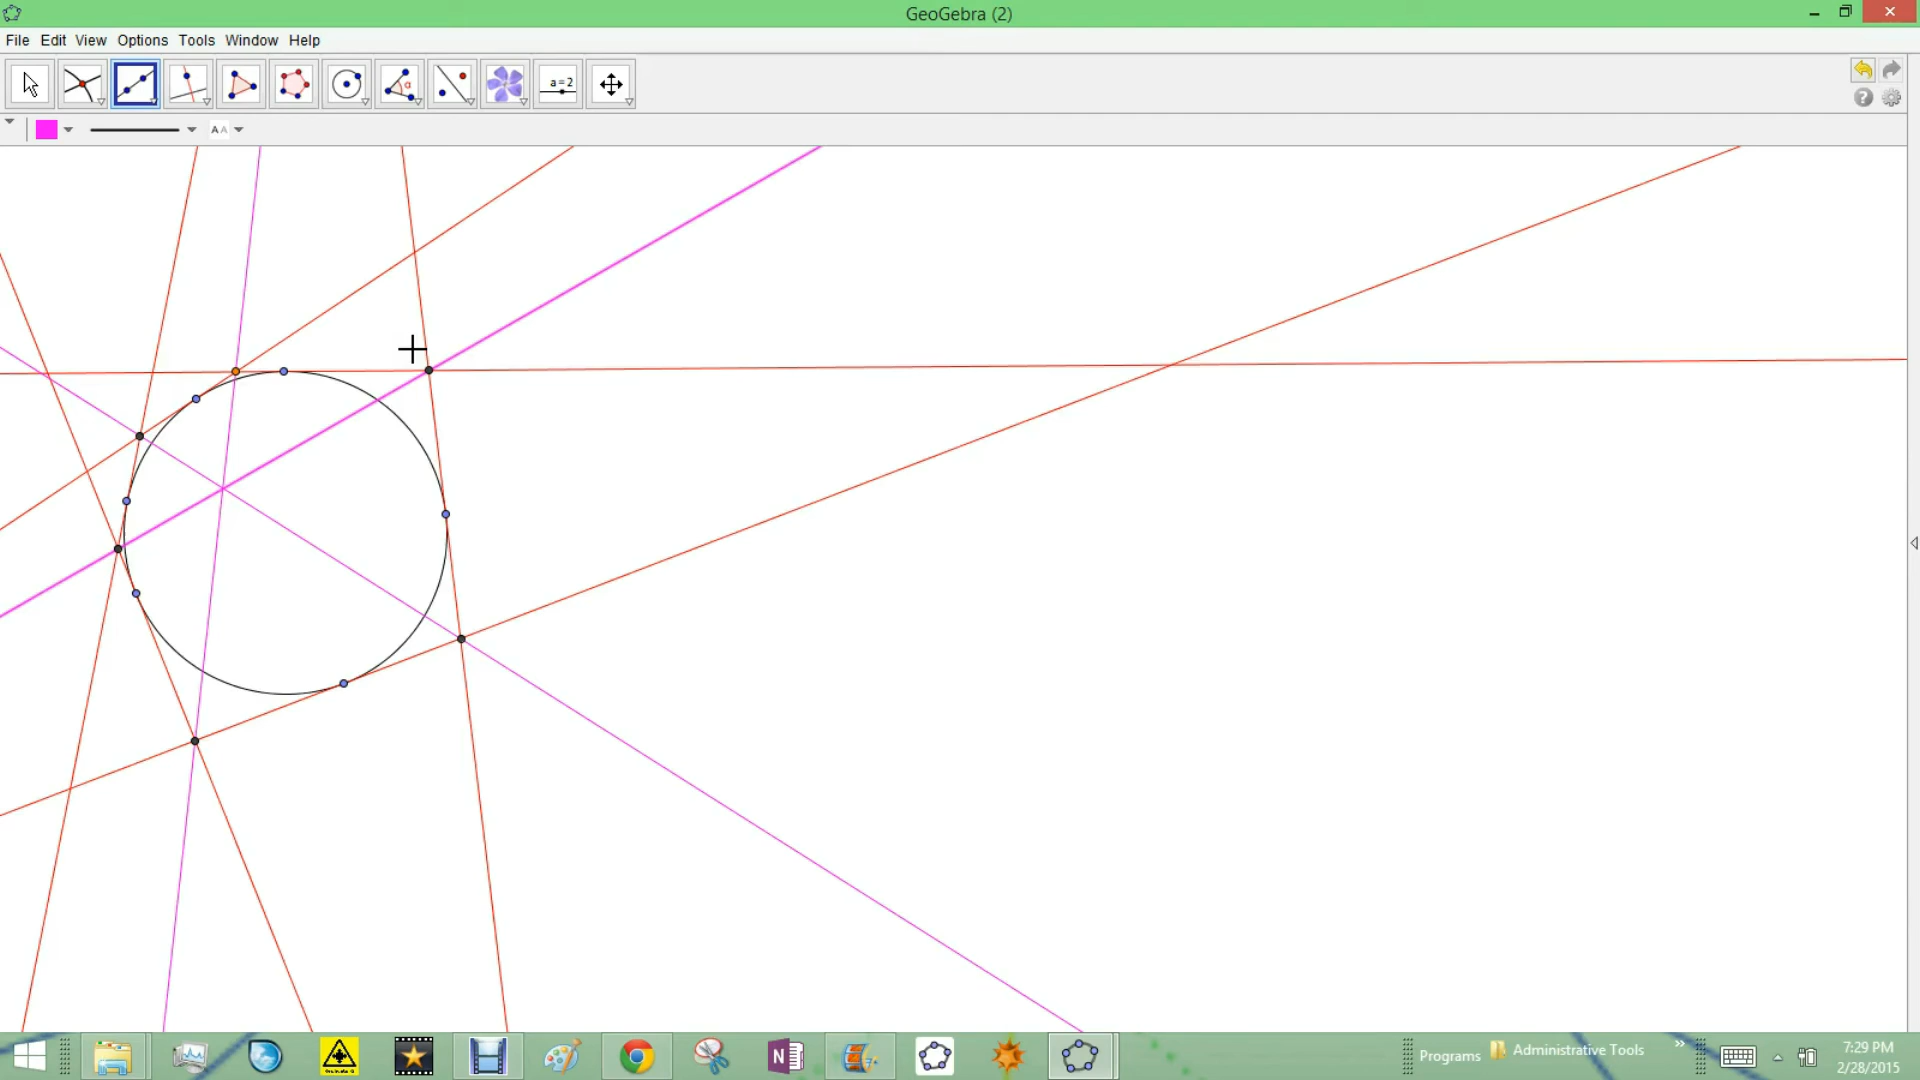 GeoGebra (2)
File Edit View Options Tools Window Help
α
a=2
?
A A
N
Programs
Administrative Tools
»
7:29 PM
2/28/2015